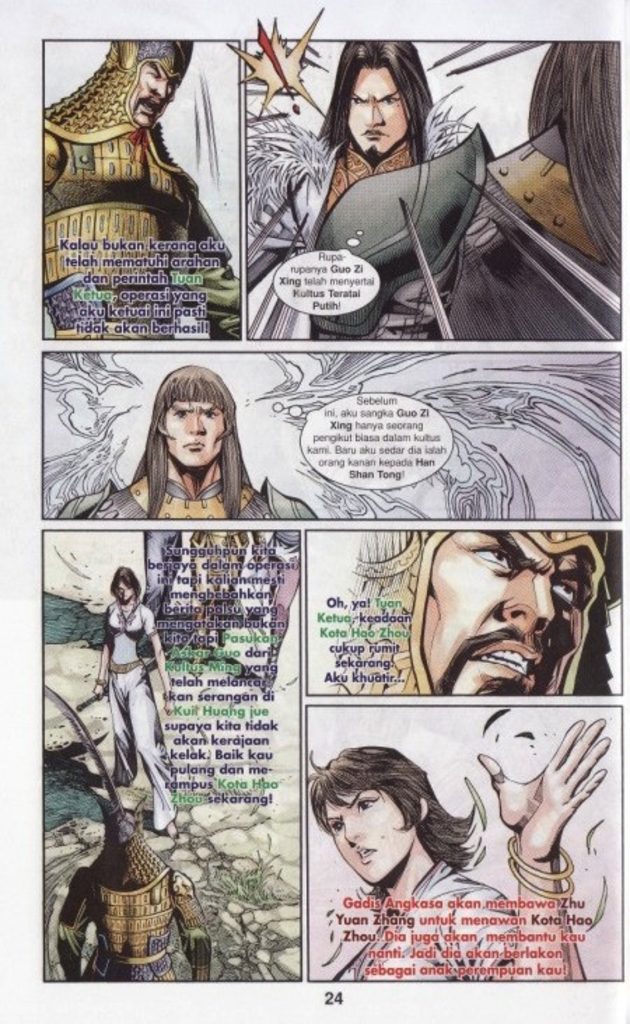 Kalau bukan kerana aku
telah mematuhi arahan
dan perintah Tuan
Ketua, operasi yang
aku ketuai ini pasti
tidak akan berhasil!
Rupa-
rupanya Guo Zi
Xing telah menyertai
Kultus Teratai
Putih!
Sebelum
ini, aku sangka Guo Zi
Xing hanya seorang
pengikut biasa dalam kultus
kami. Baru aku sedar dia ialah
orang kanan kepada Han
Shan Tong!
Sungguhpun kita
berjaya dalam operasi
ini tapi kalian mesti
menghebahkan
berita palsu yang
mengatakan bukan
kita tapi Pasukan
Askar Guo dari
Kultus Ming yang
telah melancar-
kan serangan di
Kuil Huang jue
supaya kita tidak
akan kerajaan
kelak. Baik kau
pulang dan me-
rampus Kota Hao
Zhou sekarang!
Oh, ya! Tuan
Ketua, keadaan
Kota Hao Zhou
cukup rumit
sekarang.
Aku khuatir...
Gadis Angkasa akan membawa Zhu
Yuan Zhang untuk menawan Kota Hao
Zhou. Dia juga akan, membantu kau
nanti. Jadi dia akan berlakon
sebagai anak perempuan kau!
24